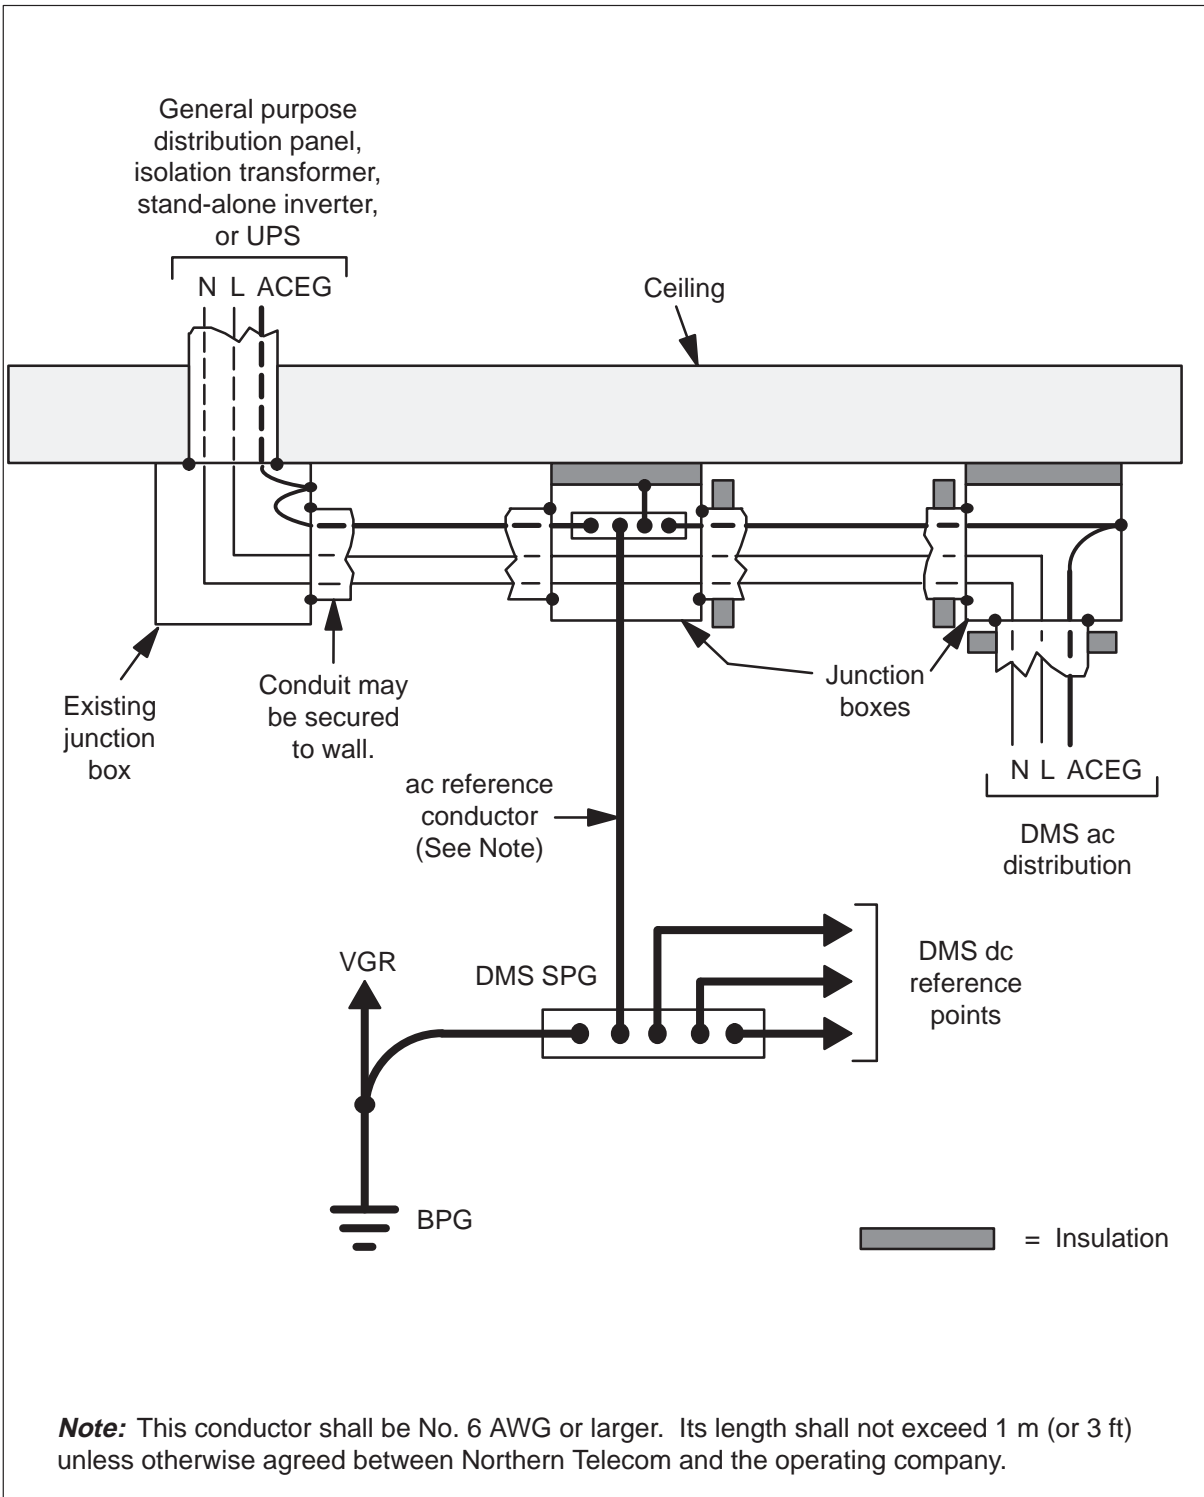 General purpose
distribution panel,
isolation transformer,
stand-alone inverter,
or UPS
N L ACEG
Ceiling
Existing
junction
box
Conduit may
be secured
to wall.
Junction
boxes
N L ACEG
DMS ac
distribution
ac reference
conductor
(See Note)
VGR
DMS SPG
DMS dc
reference
points
BPG
= Insulation
Note: This conductor shall be No. 6 AWG or larger. Its length shall not exceed 1 m (or 3 ft)
unless otherwise agreed between Northern Telecom and the operating company.